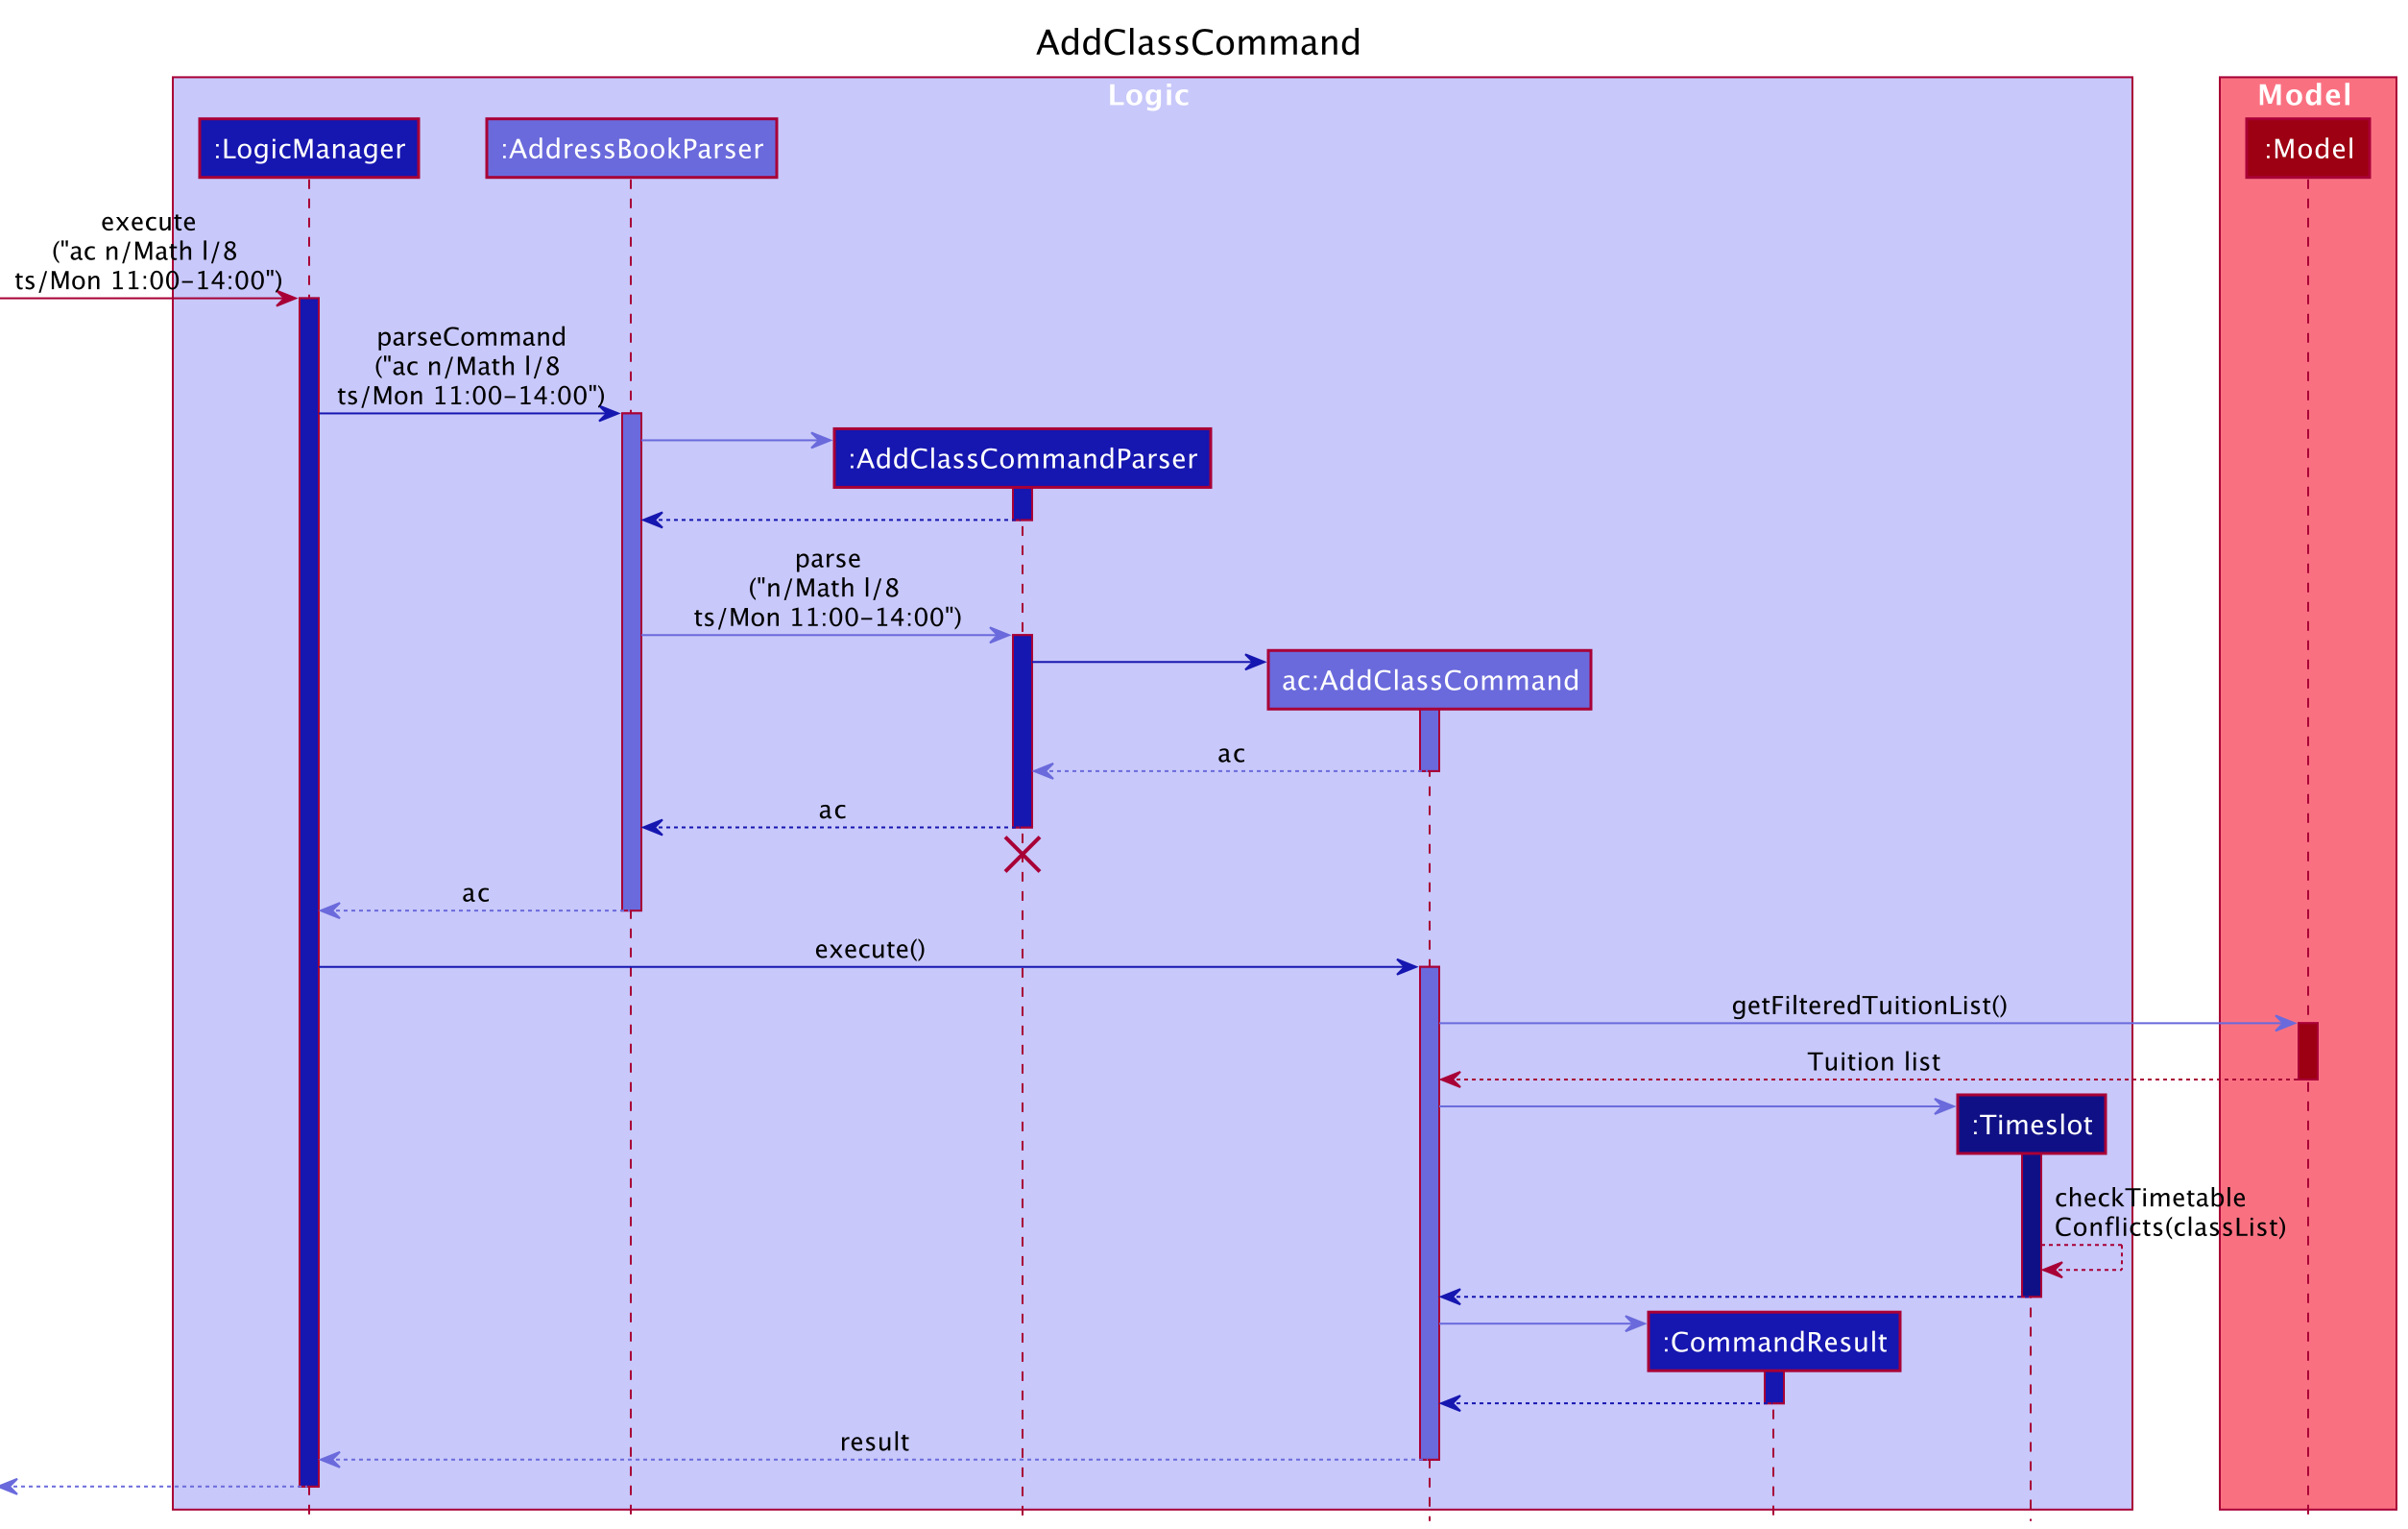 AddClassCommand
Logic
Model
:LogicManager
:AddressBookParser
:Model
execute
("ac n/Math l/8
ts/Mon 11:00-14:00")
parseCommand
("ac n/Math l/8
ts/Mon 11:00-14:00")
:AddClassCommandParser
parse
("n/Math l/8
ts/Mon 11:00-14:00")
ac:AddClassCommand
ac
ac
ac
execute()
getFilteredTuitionList()
Tuition list
:Timeslot
checkTimetable
Conflicts(classList)
:CommandResult
result